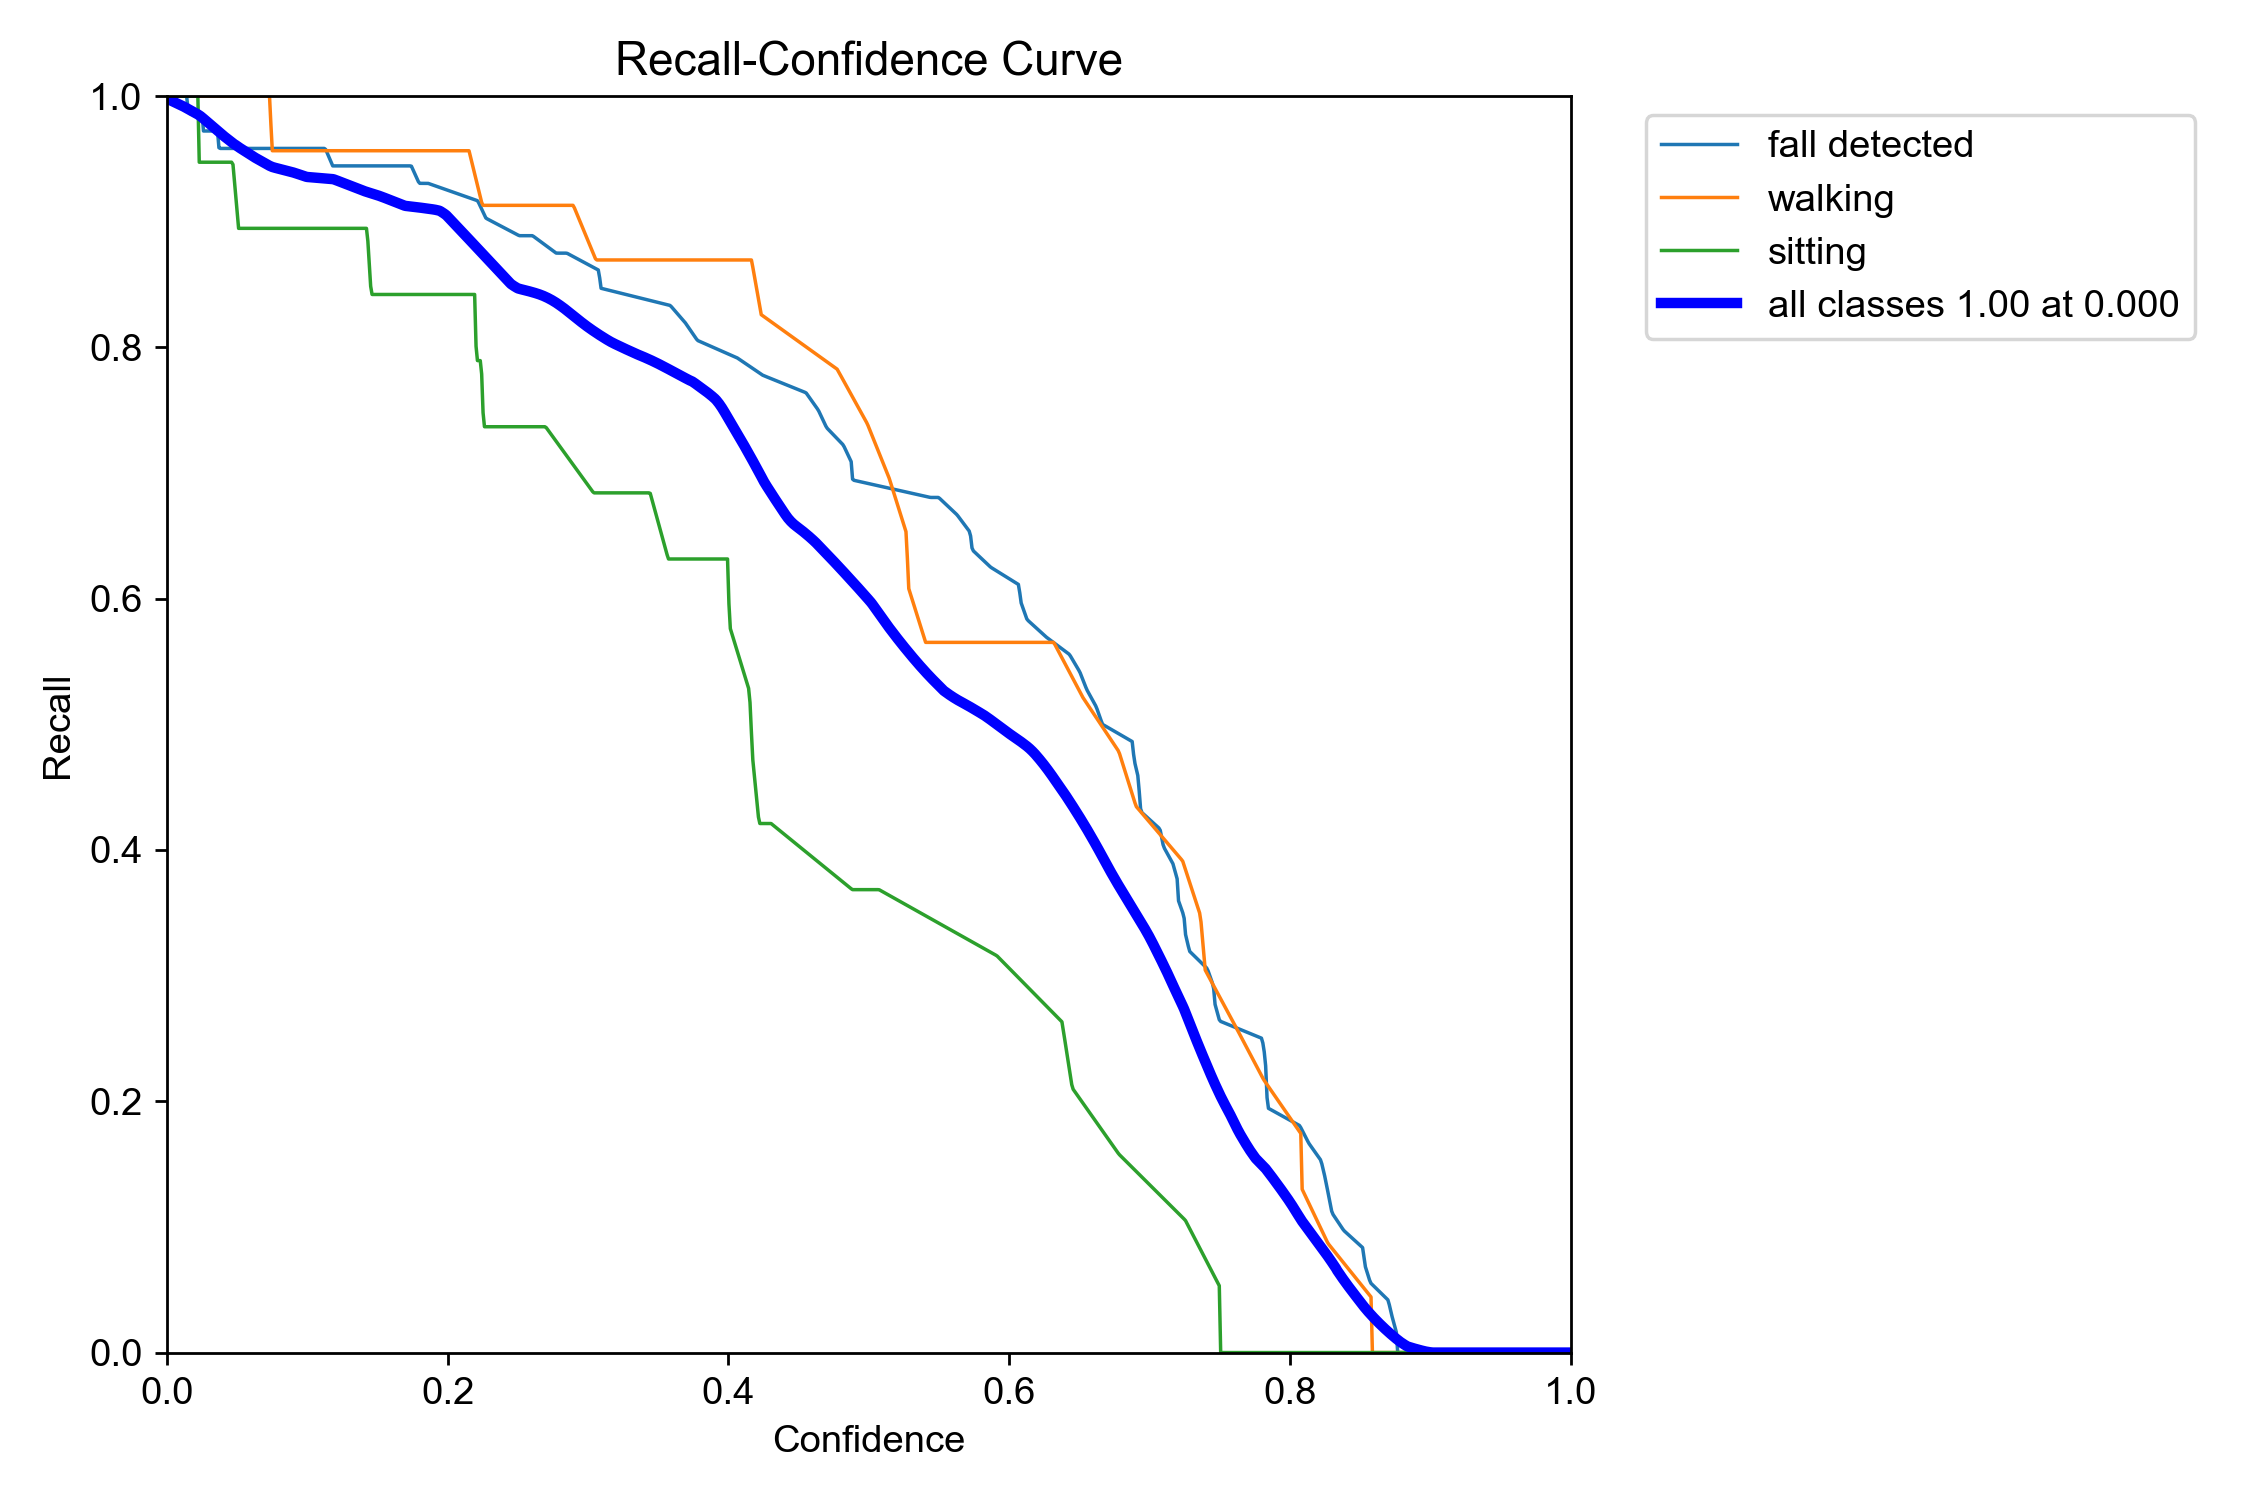 Recall-Confidence Curve
1.0
0.8
0.6
0.4
0.2
0.0
Recall
0.0 0.2 0.4 0.6 0.8 1.0
Confidence
fall detected
walking
sitting
all classes 1.00 at 0.000